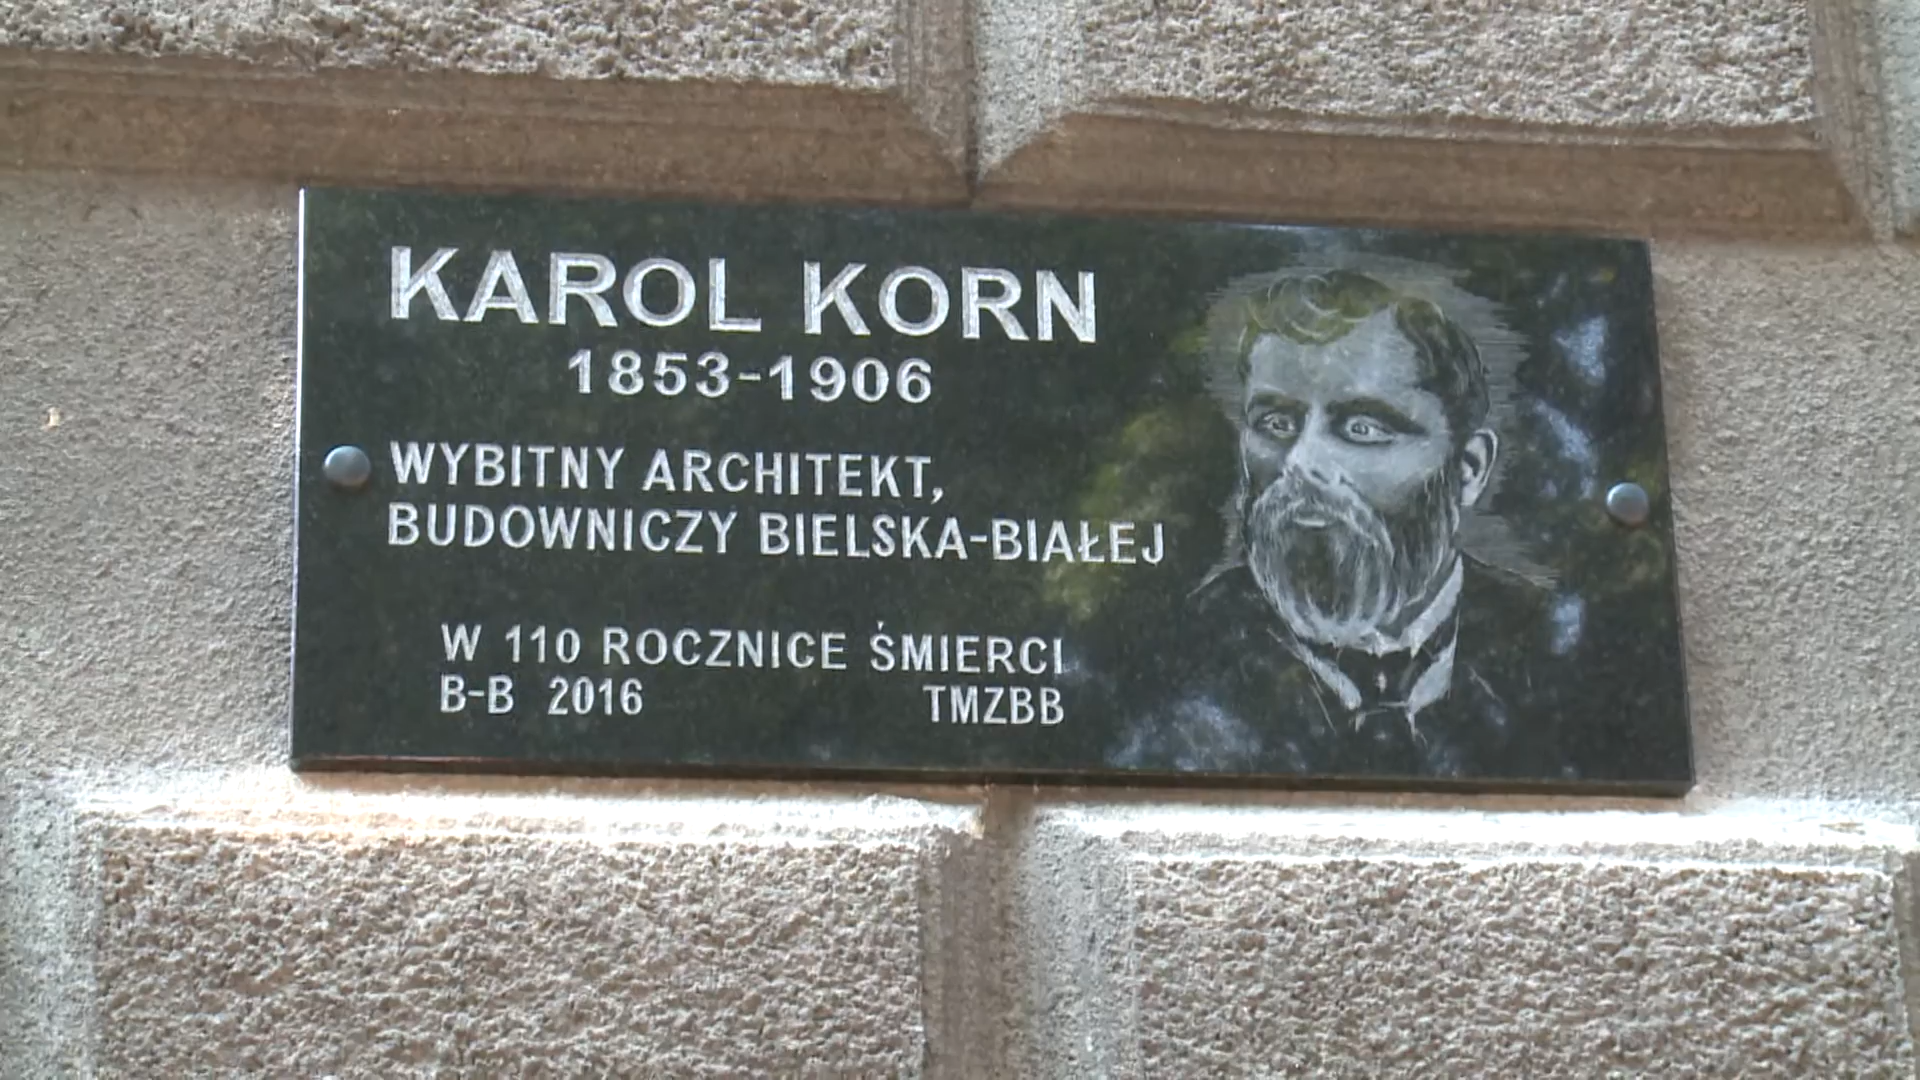 KAROL KORN
1853-1906
WYBITNY ARCHITEKT,
BUDOWNICZY BIELSKA-BIAŁEJ
W 110 ROCZNICE ŚMIERCI
B-B 2016 TMZBB